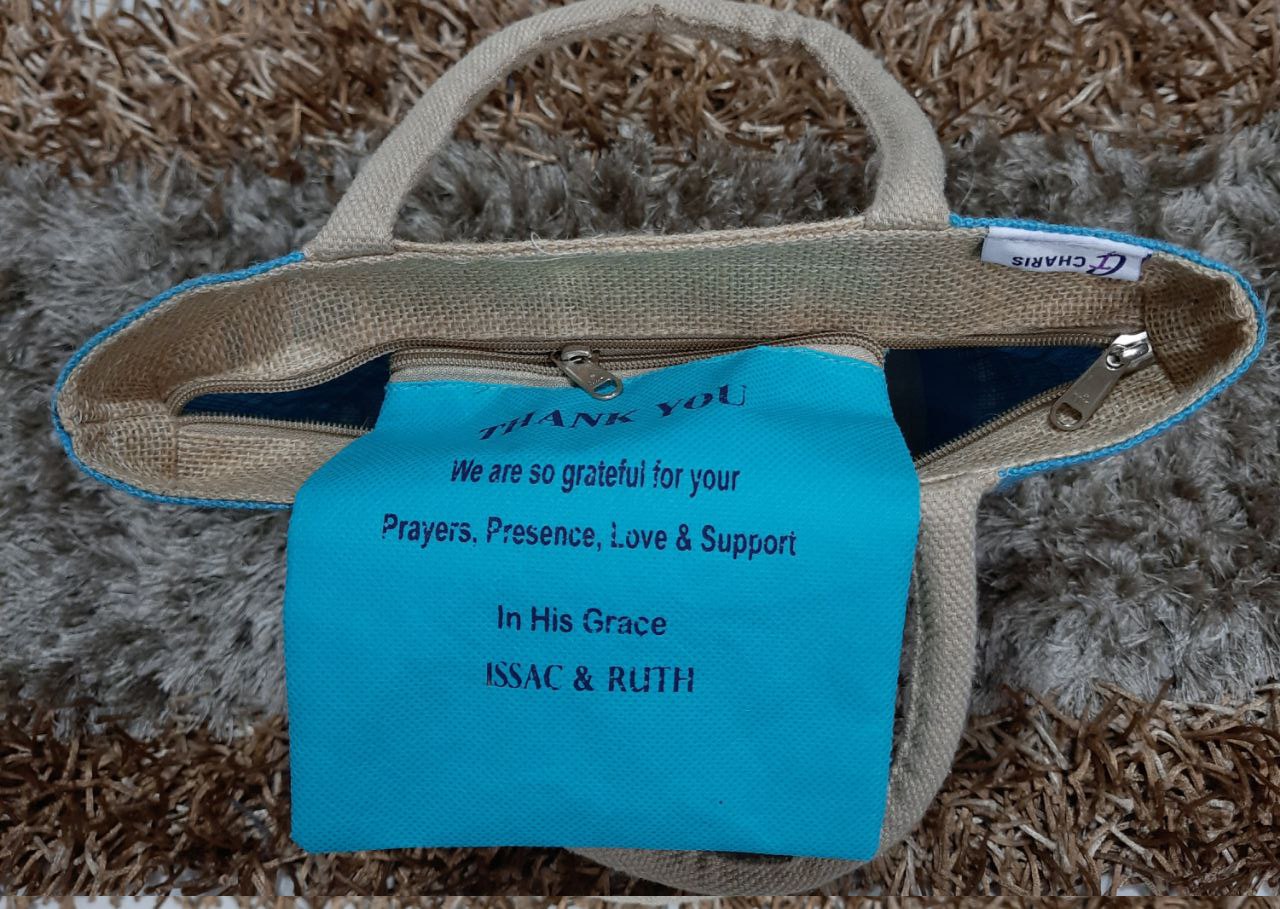 CHARIS
THANK YOU
We are so grateful for your
Prayers, Presence, Love & Support
In His Grace
ISSAC & RUTH